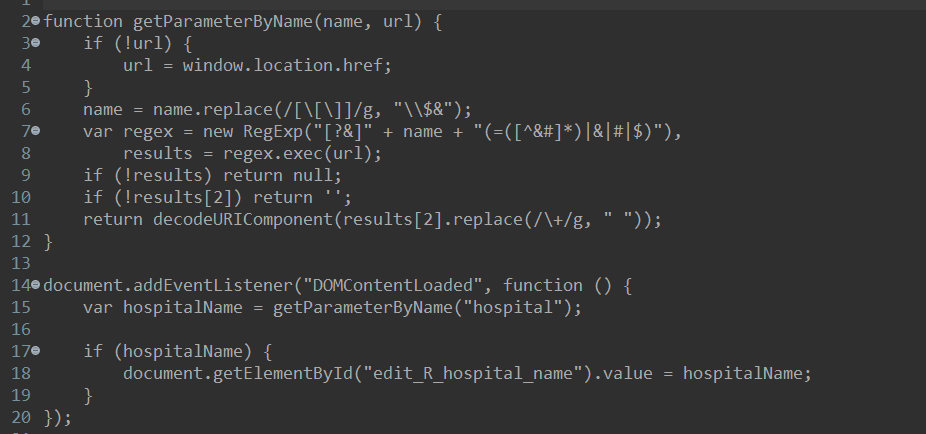 2 function getParameterByName(name, url) {
3     if (!url) {
4         url = window.location.href;
5     }
6     name = name.replace(/[\[\]]/g, "\\$&");
7     var regex = new RegExp("[?&]" + name + "(=([^&#]*)|&|#|$)"),
8         results = regex.exec(url);
9     if (!results) return null;
10     if (!results[2]) return '';
11     return decodeURIComponent(results[2].replace(/\+/g, " "));
12 }
13
14 document.addEventListener("DOMContentLoaded", function () {
15     var hospitalName = getParameterByName("hospital");
16
17     if (hospitalName) {
18         document.getElementById("edit_R_hospital_name").value = hospitalName;
19     }
20 });